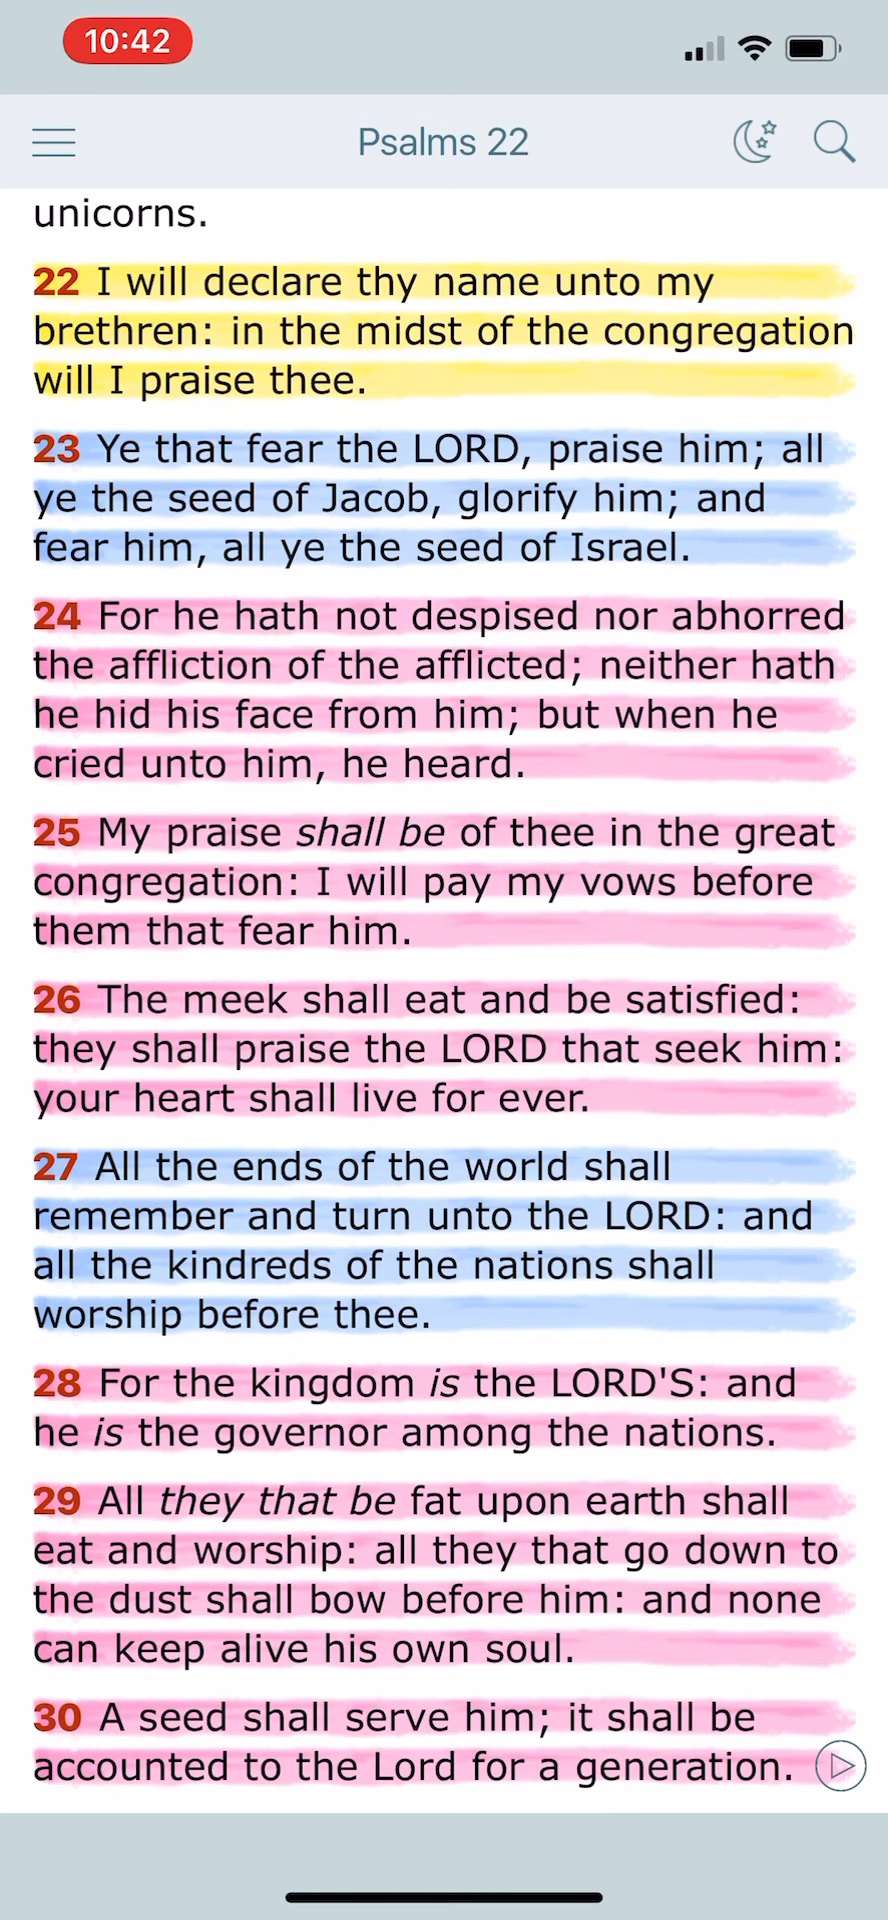 10:42
Psalms 22
unicorns.
22 I will declare thy name unto my
brethren: in the midst of the congregation
will I praise thee.
23 Ye that fear the LORD, praise him; all
ye the seed of Jacob, glorify him; and
fear him, all ye the seed of Israel.
24 For he hath not despised nor abhorred
the affliction of the afflicted; neither hath
he hid his face from him; but when he
cried unto him, he heard.
25 My praise shall be of thee in the great
congregation: I will pay my vows before
them that fear him.
26 The meek shall eat and be satisfied:
they shall praise the LORD that seek him:
your heart shall live for ever.
27 All the ends of the world shall
remember and turn unto the LORD: and
all the kindreds of the nations shall
worship before thee.
28 For the kingdom is the LORD'S: and
he is the governor among the nations.
29 All they that be fat upon earth shall
eat and worship: all they that go down to
the dust shall bow before him: and none
can keep alive his own soul.
30 A seed shall serve him; it shall be
accounted to the Lord for a generation.